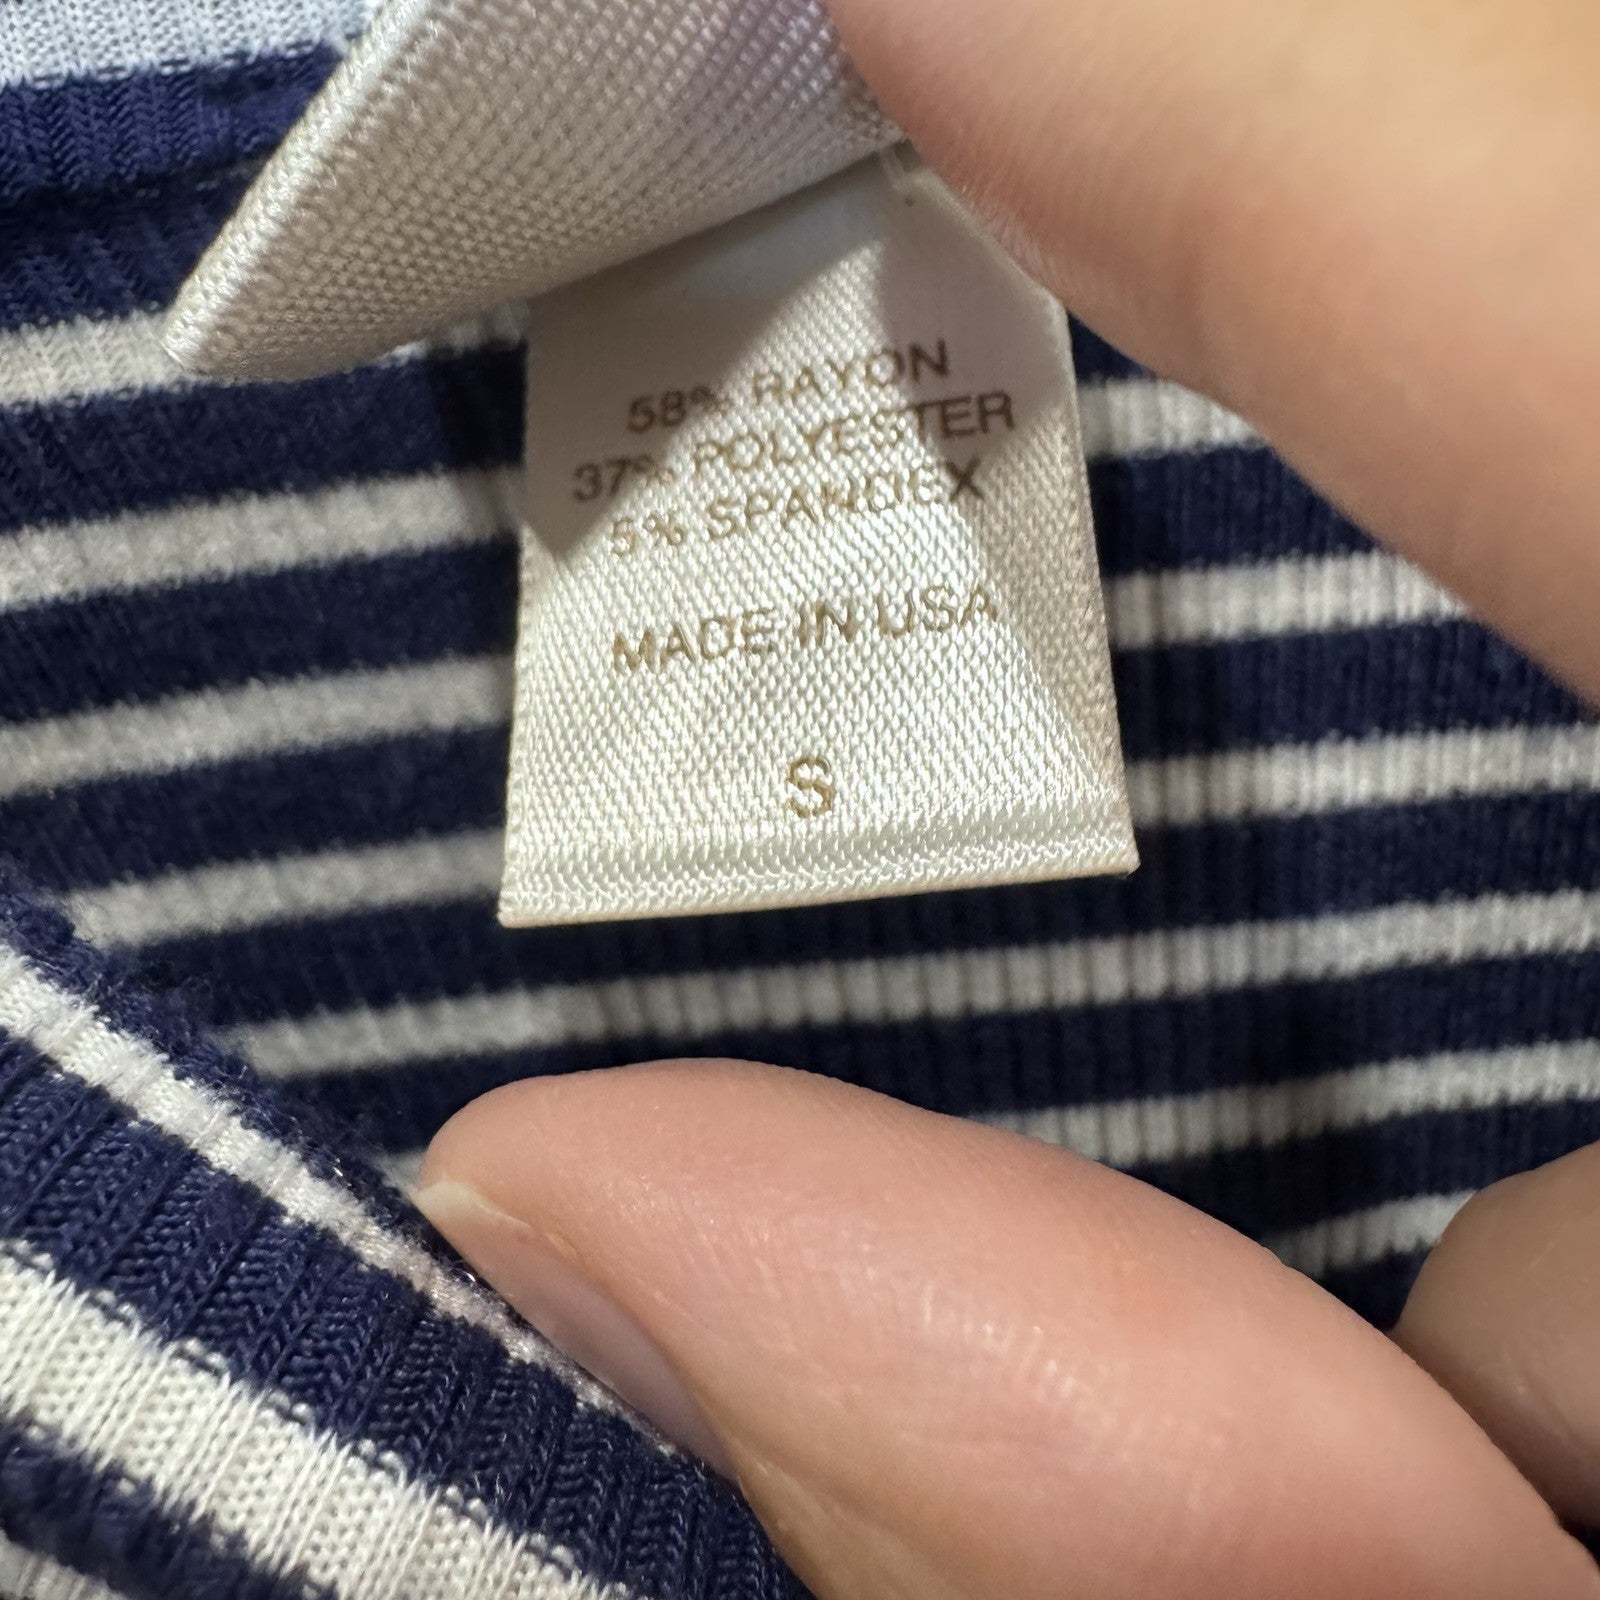 58% RAYON
37% POLYESTER
5% SPANDEX
MADE IN USA
S